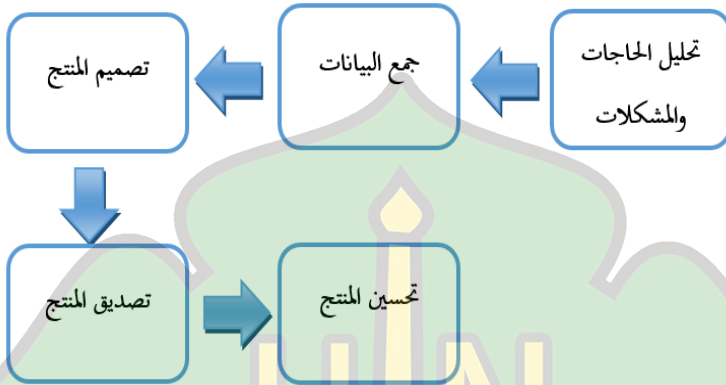 تحليل الحاجات
والمشكلات
جمع البيانات
تصميم المنتج
تصديق المنتج
تحسين المنتج